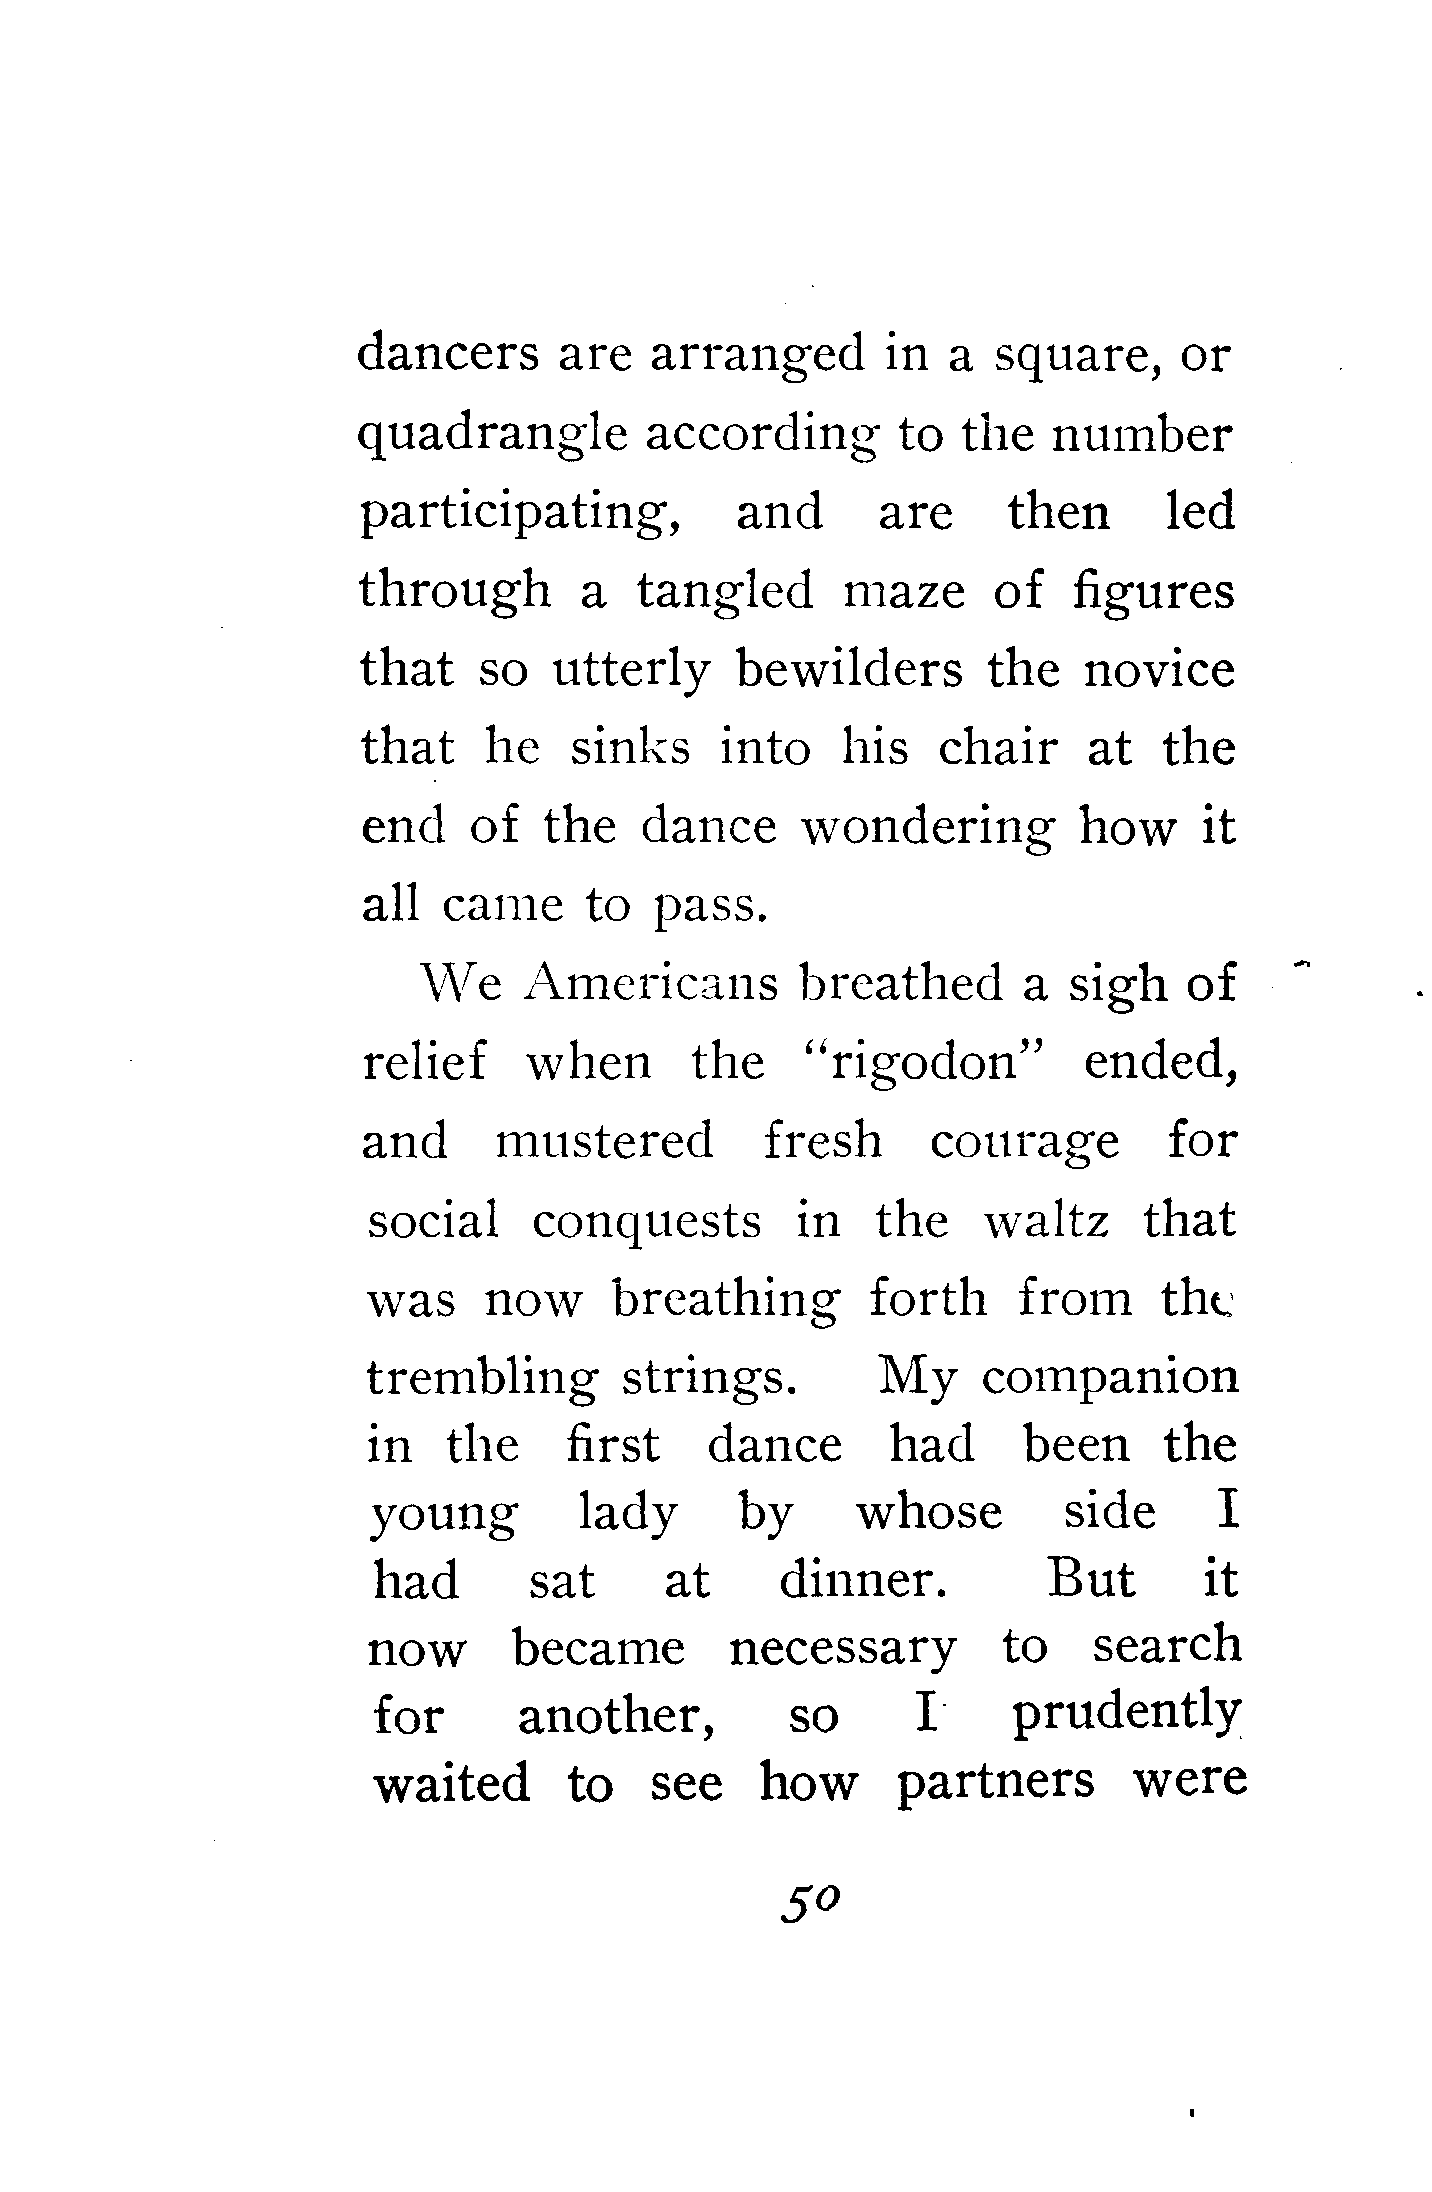 dancers are arranged in a square, or
quadrangle according to the number
participating, and are then led
through a tangled maze of figures
that so utterly bewilders the novice
that he sinks into his chair at the
end of the dance wondering how it
all came to pass.
We Americans breathed a sigh of
relief when the “rigodon” ended,
and mustered fresh courage for
social conquests in the waltz that
was now breathing forth from the
trembling strings. My companion
in the first dance had been the
young lady by whose side I
had sat at dinner. But it
now became necessary to search
for another, so I prudently
waited to see how partners were
50